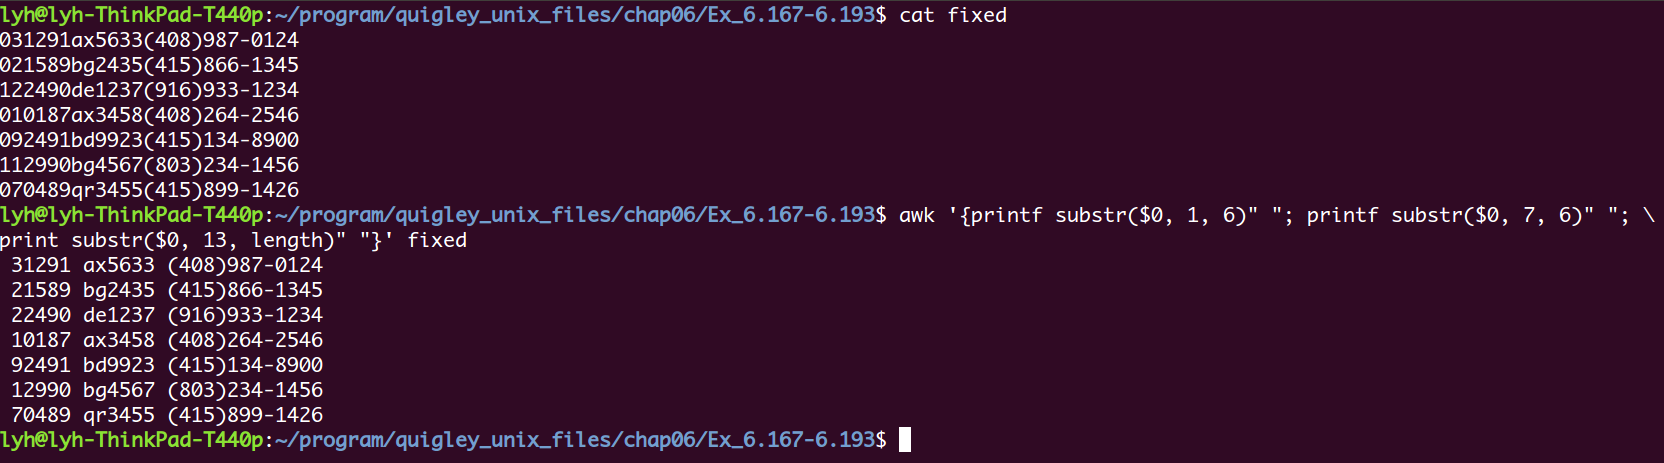 lyh@lyh-ThinkPad-T440p:~/program/quigley_unix_files/chap06/Ex_6.167-6.193$ cat fixed
031291ax5633(408)987-0124
021589bg2435(415)866-1345
122490de1237(916)933-1234
010187ax3458(408)264-2546
092491bd9923(415)134-8900
112990bg4567(803)234-1456
070489qr3455(415)899-1426
lyh@lyh-ThinkPad-T440p:~/program/quigley_unix_files/chap06/Ex_6.167-6.193$ awk '{printf substr($0, 1, 6)" "; printf substr($0, 7, 6)" "; \
print substr($0, 13, length)" "}' fixed
 31291 ax5633 (408)987-0124
 21589 bg2435 (415)866-1345
 22490 de1237 (916)933-1234
 10187 ax3458 (408)264-2546
 92491 bd9923 (415)134-8900
 12990 bg4567 (803)234-1456
 70489 qr3455 (415)899-1426
lyh@lyh-ThinkPad-T440p:~/program/quigley_unix_files/chap06/Ex_6.167-6.193$